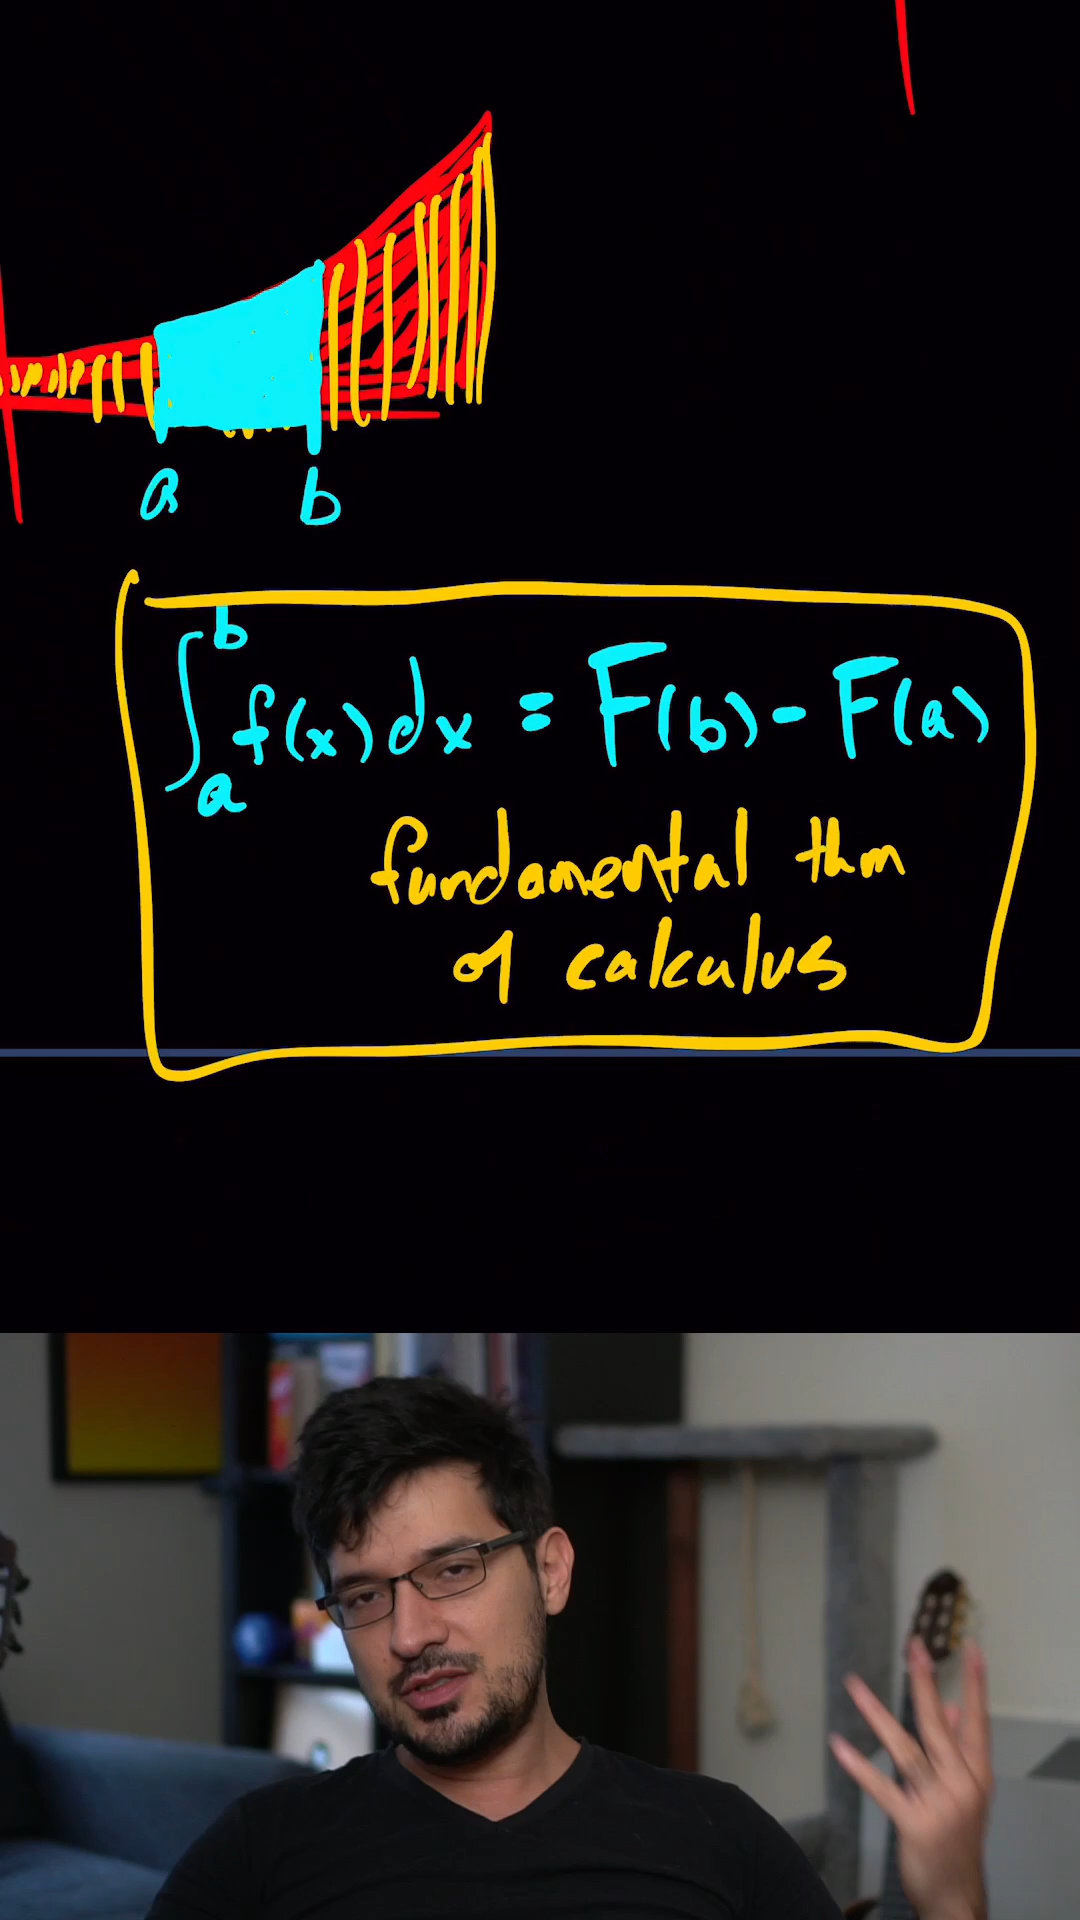 a b
∫_a^b f(x)dx = F(b) - F(a)
fundamental thm
of calculus